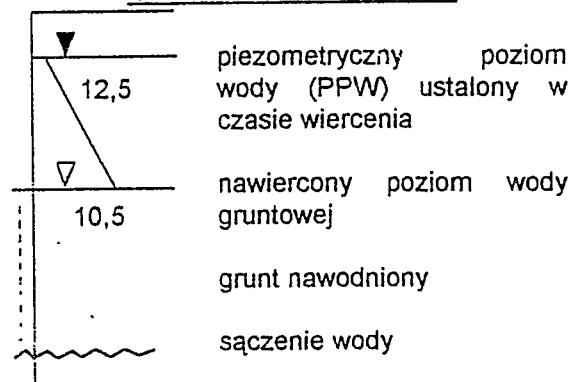 piezometryczny poziom
12,5 wody (PPW) ustalony w
czasie wiercenia
nawiercony poziom wody
10,5 gruntowej
grunt nawodniony
sączenie wody